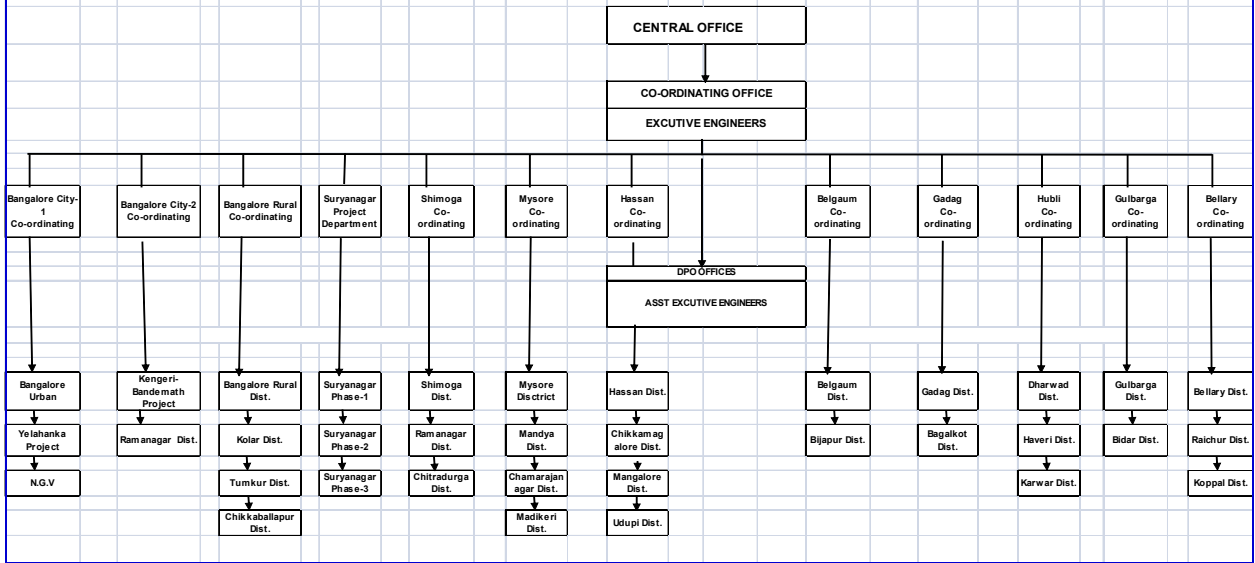 CENTRAL OFFICE
CO-ORDINATING OFFICE
EXCUTIVE ENGINEERS
Bangalore City-
1
Co-ordinating
Bangalore City-2
Co-ordinating
Bangalore Rural
Co-ordinating
Suryanagar
Project
Department
Shimoga
Co-
ordinating
Mysore
Co-
ordinating
Hassan
Co-
ordinating
Belgaum
Co-
ordinating
Gadag
Co-
ordinating
Hubli
Co-
ordinating
Gulbarga
Co-
ordinating
Bellary
Co-
ordinating
DPO OFFICES
ASST EXCUTIVE ENGINEERS
Bangalore
Urban
Kengeri-
Bandemath
Project
Bangalore Rural
Dist.
Suryanagar
Phase-1
Shimoga
Dist.
Mysore
Disctrict
Hassan Dist.
Belgaum
Dist.
Gadag Dist.
Dharwad
Dist.
Gulbarga
Dist.
Bellary Dist.
Yelahanka
Project
Ramanagar Dist.
Kolar Dist.
Suryanagar
Phase-2
Ramanagar
Dist.
Mandya
Dist.
Chikkamag
alore Dist.
Bijapur Dist.
Bagalkot
Dist.
Haveri Dist.
Bidar Dist.
Raichur Dist.
N.G.V
Tumkur Dist.
Suryanagar
Phase-3
Chitradurga
Dist.
Chamarajan
agar Dist.
Mangalore
Dist.
Karwar Dist.
Koppal Dist.
Chikkaballapur
Dist.
Madikeri
Dist.
Udupi Dist.